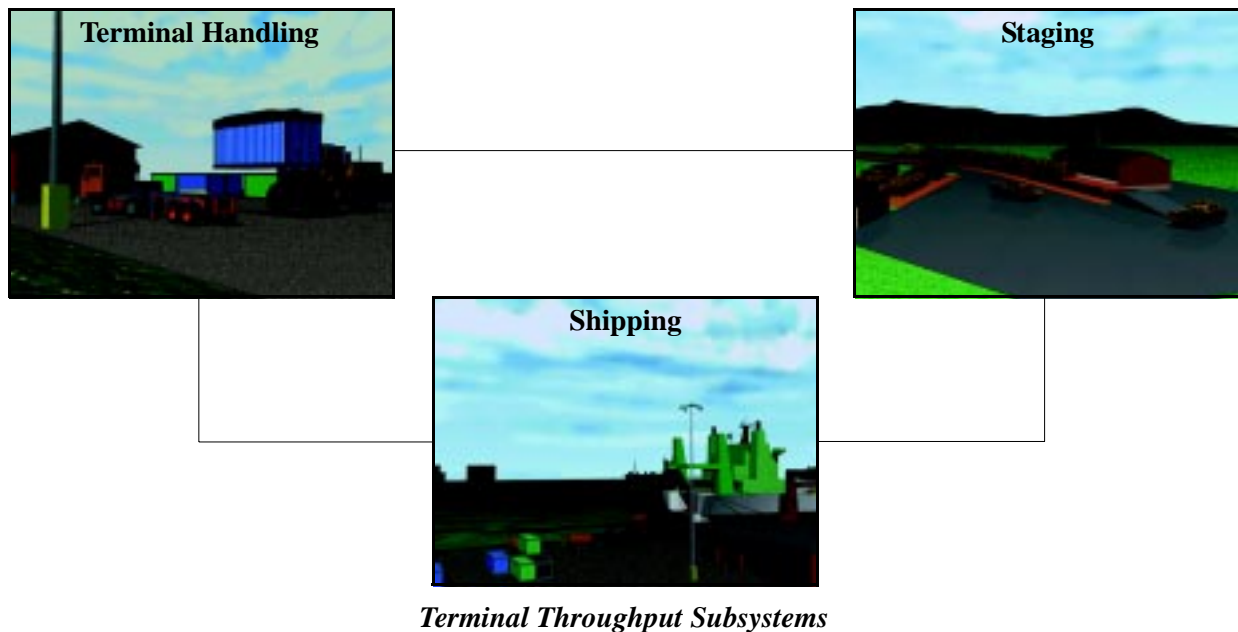 Terminal Handling
Staging
Shipping
Terminal Throughput Subsystems